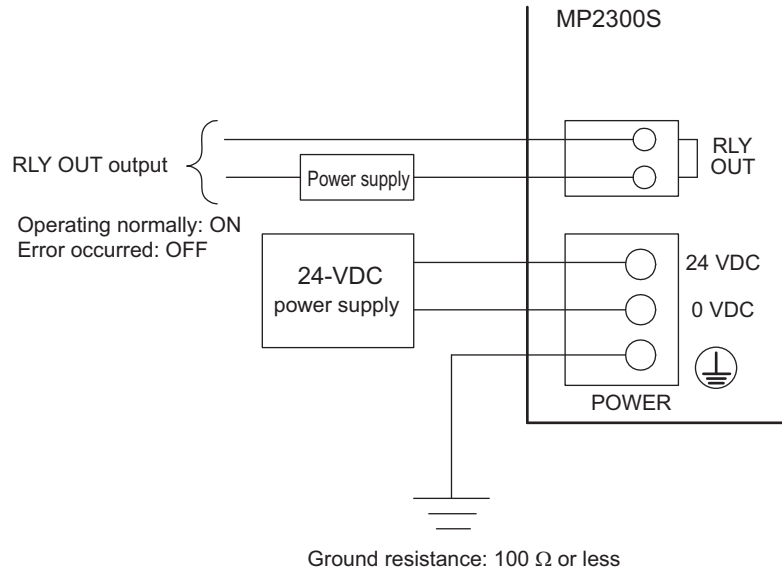 MP2300S
RLY OUT output
Power supply
RLY
OUT
Operating normally: ON
Error occurred: OFF
24-VDC
power supply
24 VDC
0 VDC
POWER
Ground resistance: 100 Ω or less